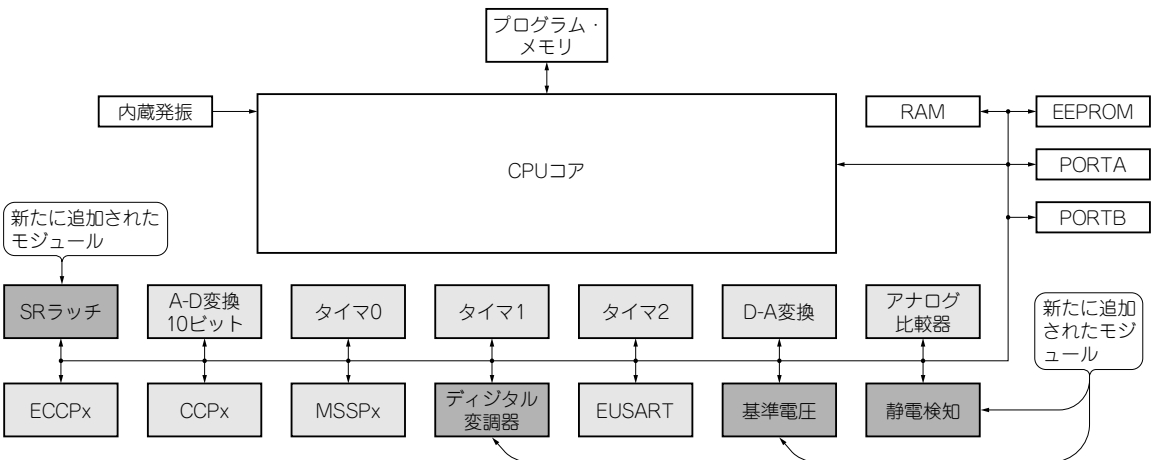 プログラム・
メモリ
内蔵発振
CPUコア
RAM
EEPROM
PORTA
PORTB
新たに追加された
モジュール
SRラッチ
A-D変換
10ビット
タイマ0
タイマ1
タイマ2
D-A変換
アナログ
比較器
新たに追加
されたモジ
ュール
ECCPx
CCPx
MSSPx
ディジタル
変調器
EUSART
基準電圧
静電検知